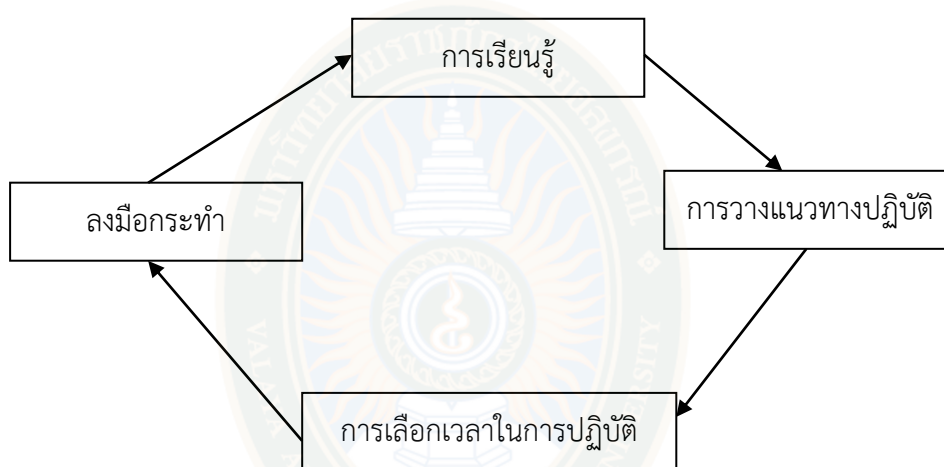 การเรียนรู้
ลงมือกระทำ
การวางแนวทางปฏิบัติ
การเลือกเวลาในการปฏิบัติ